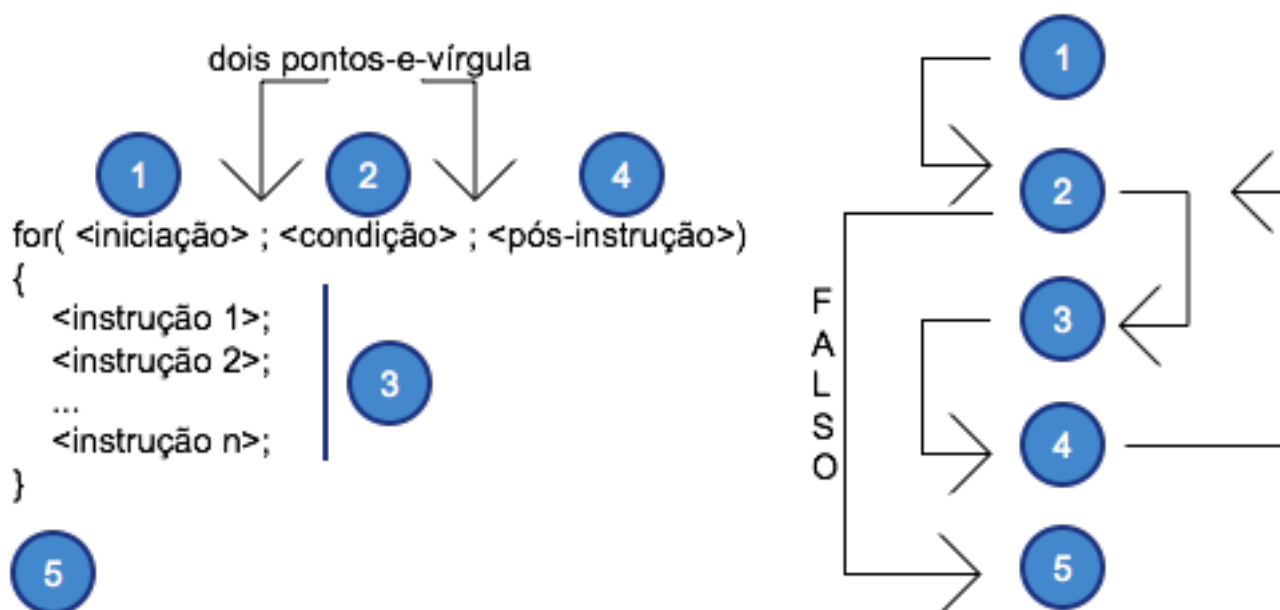 dois pontos-e-vírgula
1 2 4
for( <iniciação> ; <condição> ; <pós-instrução>)
{
<instrução 1>;
<instrução 2>;
...
<instrução n>;
}
3
5
1
2
3
4
5
FALSO